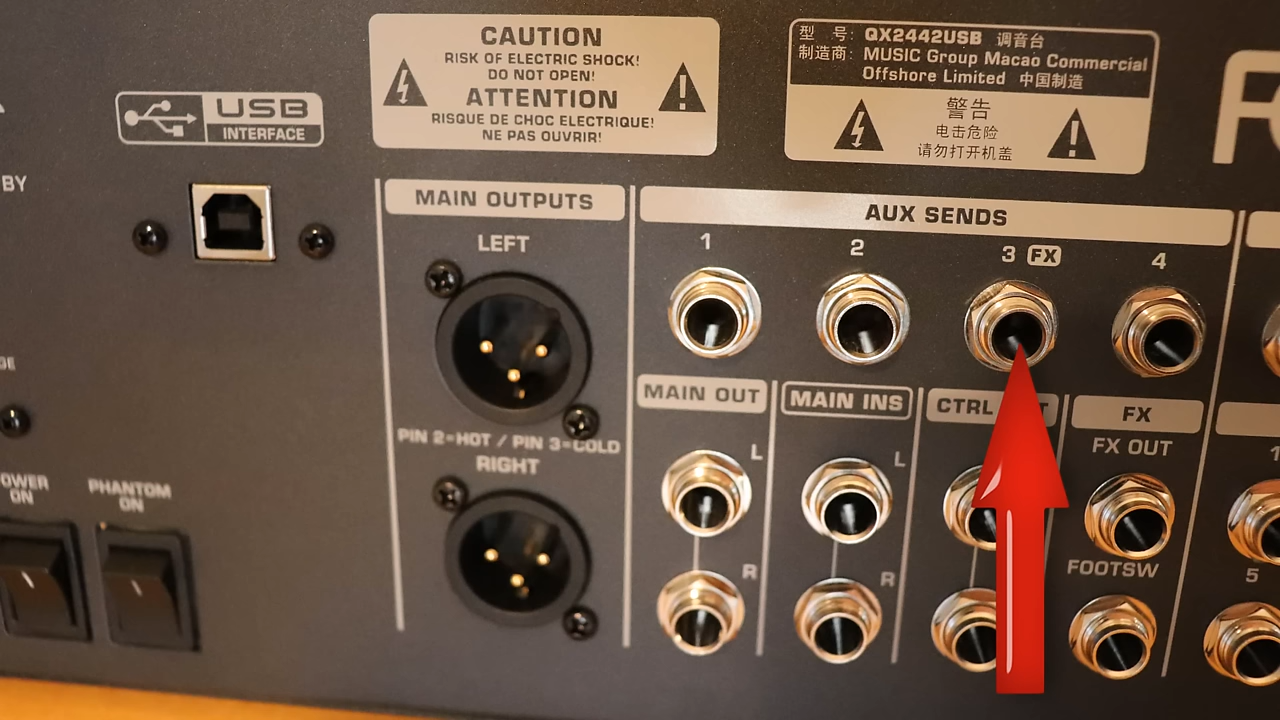 CAUTION
RISK OF ELECTRIC SHOCK!
DO NOT OPEN!
ATTENTION
RISQUE DE CHOC ELECTRIQUE!
NE PAS OUVRIR!
型 号: QX2442USB 调音台
制造商: MUSIC Group Macao Commercial
Offshore Limited 中国制造
警告
电击危险
请勿打开机盖
USB
INTERFACE
BY
MAIN OUTPUTS
LEFT
PIN 2=HOT / PIN 3=COLD
RIGHT
AUX SENDS
1
2
3 FX
4
MAIN OUT
L
R
MAIN INS
L
R
CTRL
FX
FX OUT
FOOTSW
1
5
OWER
ON
PHANTOM
ON